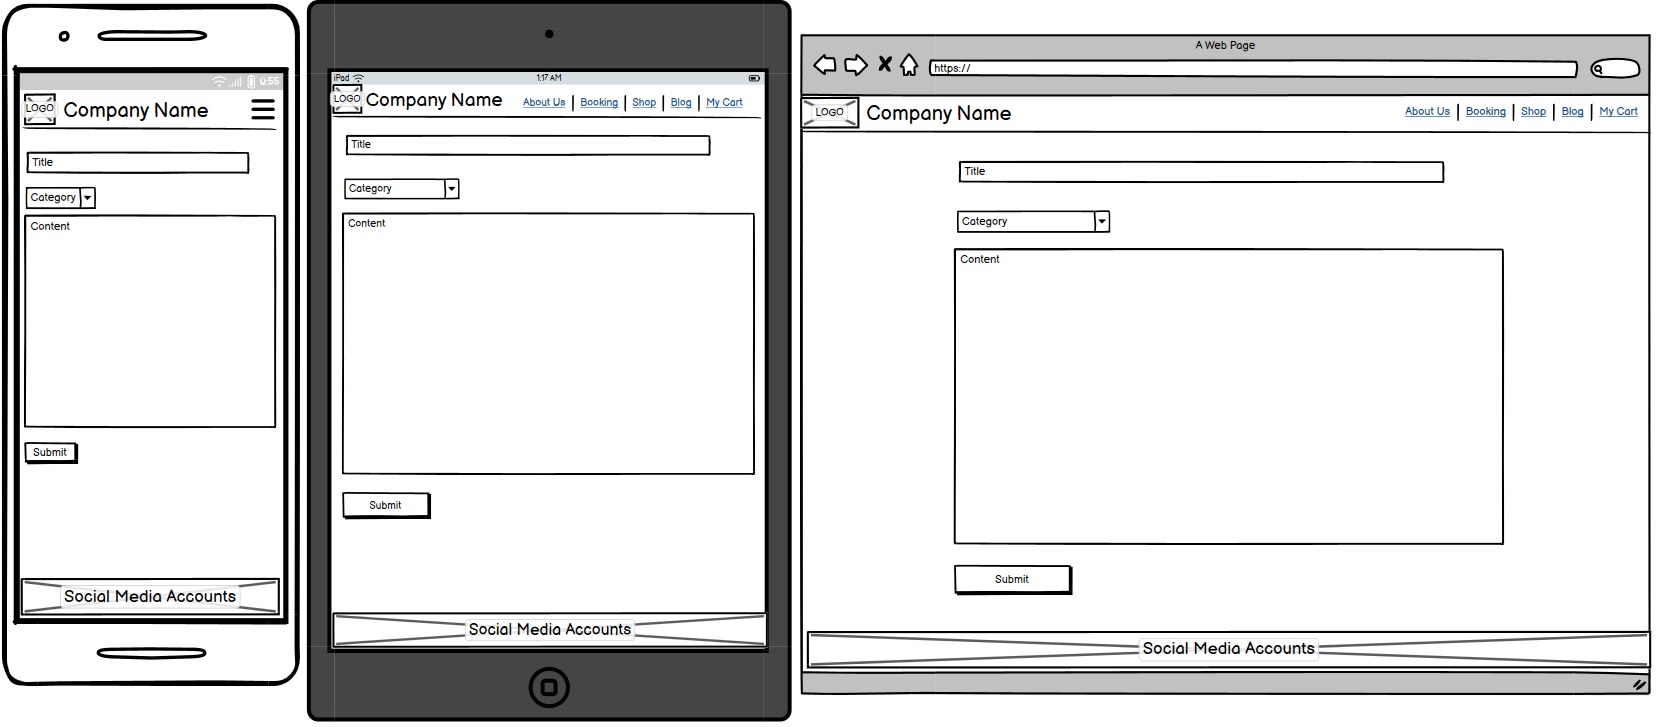 0:55
LOGO
Company Name
Title
Category
Content
Submit
Social Media Accounts
iPad
1:17 AM
LOGO
Company Name
About Us | Booking | Shop | Blog | My Cart
Title
Category
Content
Submit
Social Media Accounts
A Web Page
https://
LOGO
Company Name
About Us | Booking | Shop | Blog | My Cart
Title
Category
Content
Submit
Social Media Accounts